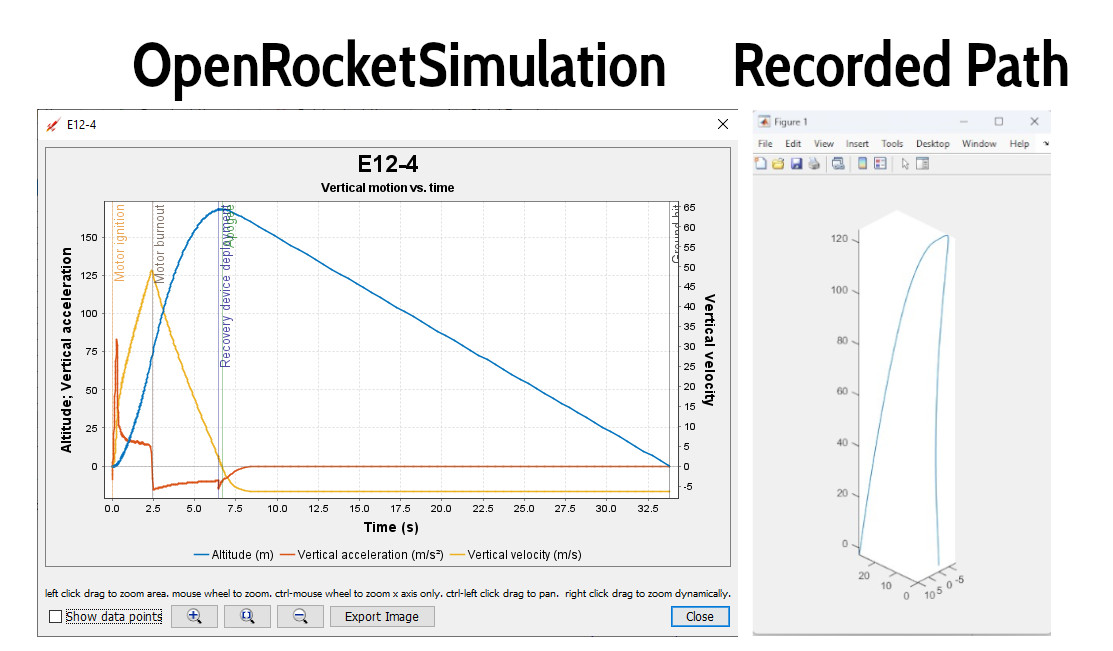 OpenRocketSimulation
Recorded Path
E12-4
E12-4
Vertical motion vs. time
Motor ignition
Motor burnout
Recovery device deployment
Apogee
Altitude; Vertical acceleration
150
125
100
75
50
25
0
65
60
55
50
45
40
35
30
25
20
15
10
5
0
-5
Vertical velocity
0.0 2.5 5.0 7.5 10.0 12.5 15.0 17.5 20.0 22.5 25.0 27.5 30.0 32.5
Time (s)
Altitude (m) Vertical acceleration (m/s²) Vertical velocity (m/s)
left click drag to zoom area. mouse wheel to zoom. ctrl-mouse wheel to zoom x axis only. ctrl-left click drag to pan. right click drag to zoom dynamically.
Show data points
Export Image
Close
Figure 1
File Edit View Insert Tools Desktop Window Help
120
100
80
60
40
20
0
20 10 0
10 5 0 -5